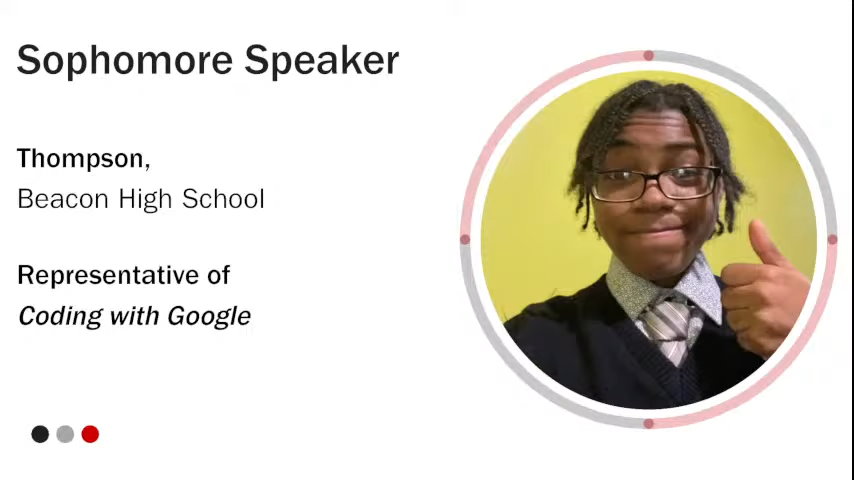 Sophomore Speaker
Thompson,
Beacon High School
Representative of
Coding with Google